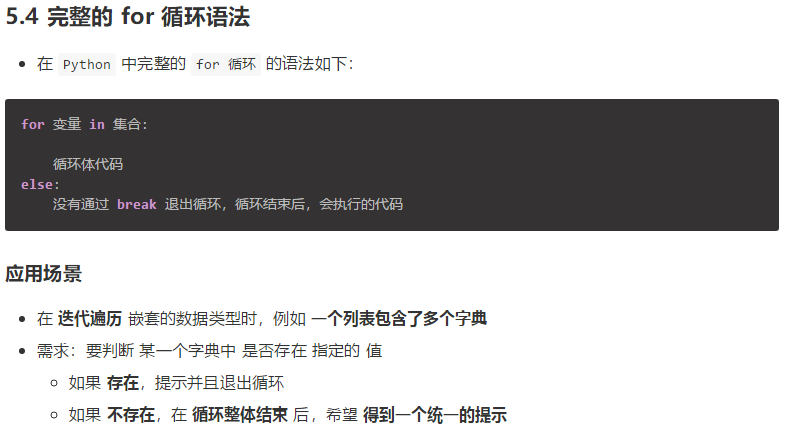 5.4 完整的 for 循环语法
在 Python 中完整的 for 循环 的语法如下：
for 变量 in 集合:
循环体代码
else:
没有通过 break 退出循环，循环结束后，会执行的代码
应用场景
在 迭代遍历 嵌套的数据类型时，例如 一个列表包含了多个字典
需求：要判断 某一个字典中 是否存在 指定的 值
如果 存在，提示并且退出循环
如果 不存在，在 循环整体结束 后，希望 得到一个统一的提示